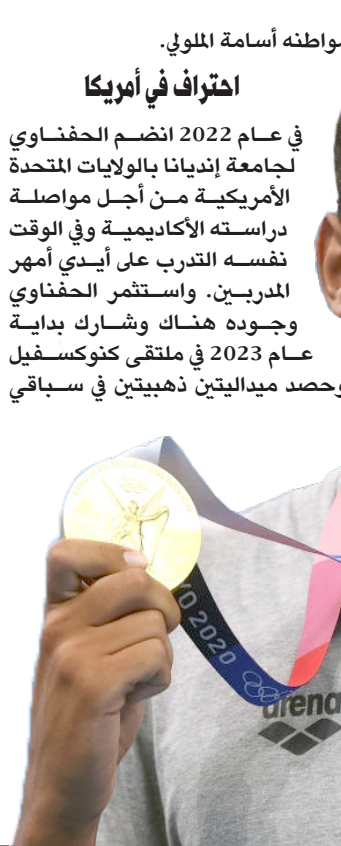 مواطنه أسامة الملولي.
احتراف في أمريكا
في عام 2022 انضم الحفناوي
لجامعة إنديانا بالولايات المتحدة
الأمريكية من أجل مواصلة
دراسته الأكاديمية وفي الوقت
نفسه التدرب على أيدي أمهر
المدربين. واستثمر الحفناوي
وجوده هناك وشارك بداية
عام 2023 في ملتقى كنوكسفيل
وحصد ميداليتين ذهبيتين في سباقي
YO 2020
arena